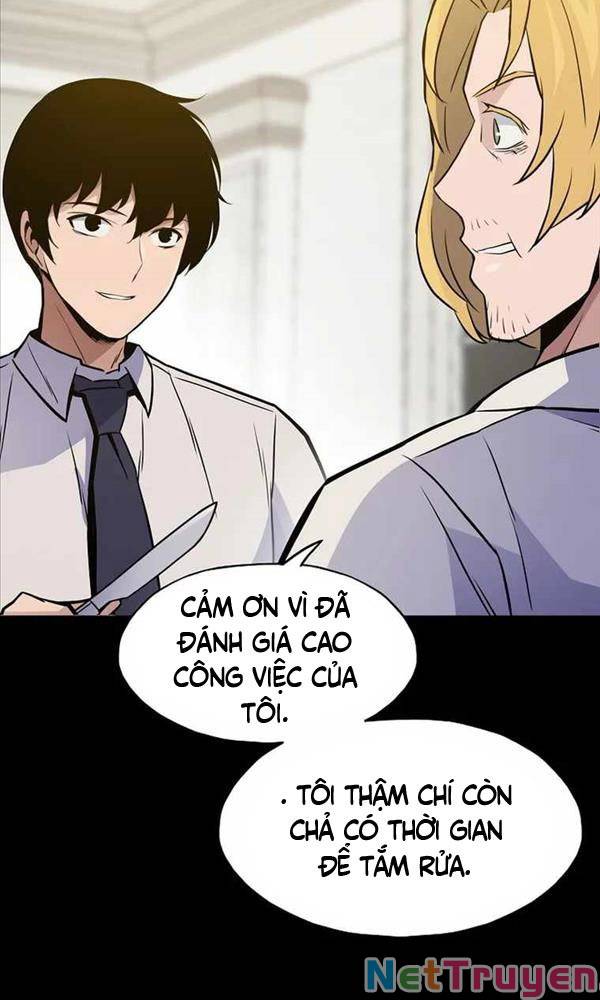 CẢM ƠN VÌ ĐÃ
ĐÁNH GIÁ CAO
CÔNG VIỆC CỦA
TÔI.
. TÔI THẬM CHÍ CÒN
CHẢ CÓ THỜI GIAN
ĐỂ TẮM RỬA.
NetTruyen